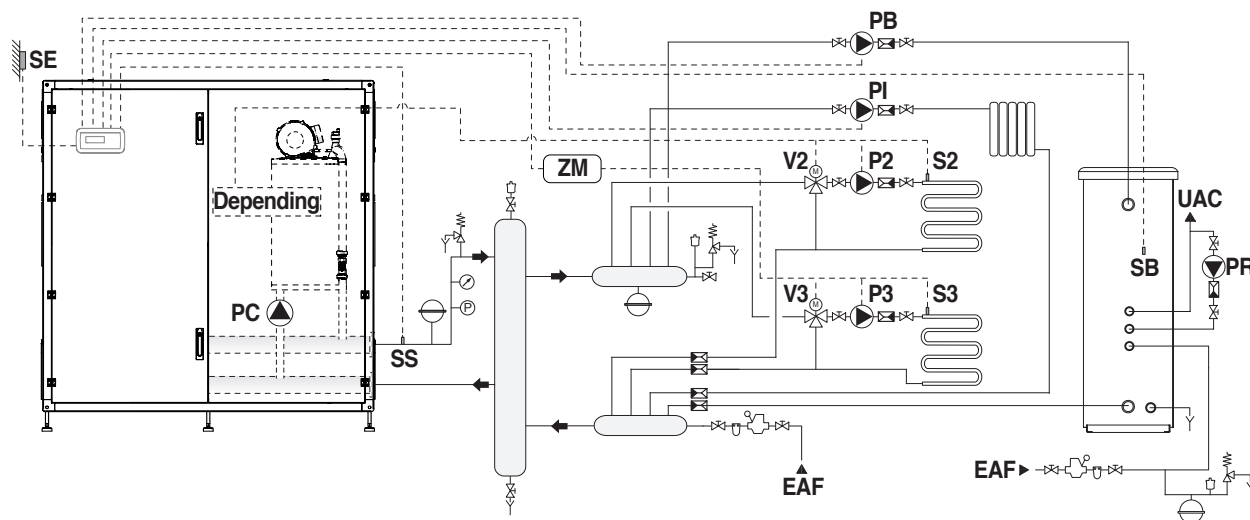 PB
SE
PI
V2
P2
S2
ZM
M
Depending
UAC
SB
PR
PC
P
SS
V3
P3
S3
M
EAF
EAF